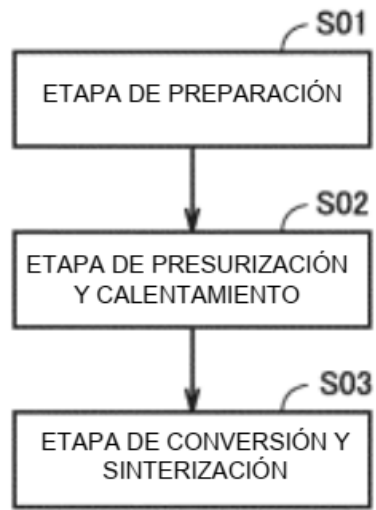 S01
ETAPA DE PREPARACIÓN
S02
ETAPA DE PRESURIZACIÓN
Y CALENTAMIENTO
S03
ETAPA DE CONVERSIÓN Y
SINTERIZACIÓN